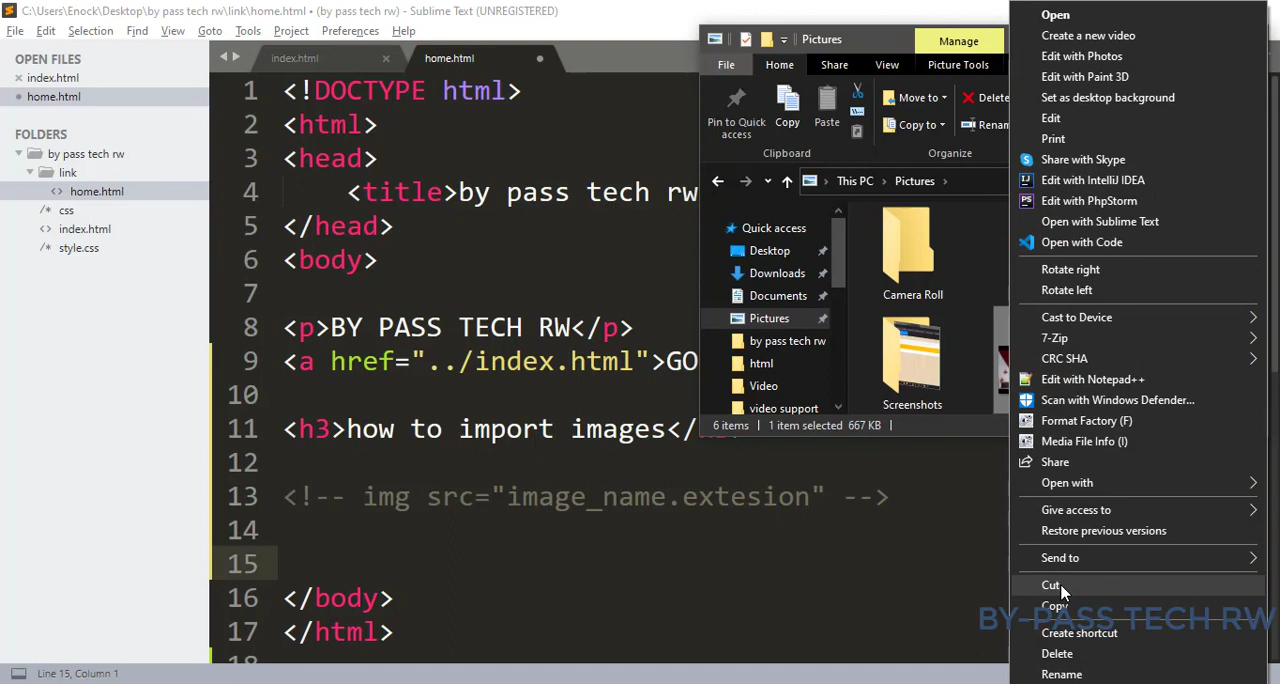 C:\Users\Enock\Desktop\by pass tech rw\link\home.html • (by pass tech rw) - Sublime Text (UNREGISTERED)
File Edit Selection Find View Goto Tools Project Preferences Help
OPEN FILES
index.html
home.html
FOLDERS
by pass tech rw
link
home.html
css
index.html
style.css
index.html
home.html
1 <!DOCTYPE html>
2 <html>
3 <head>
4 <title>by pass tech rw
5 </head>
6 <body>
7
8 <p>BY PASS TECH RW</p>
9 <a href="../index.html">GO
10
11 <h3>how to import images</
12
13 <!-- img src="image_name.extesion" -->
14
15
16 </body>
17 </html>
18
Line 15, Column 1
Pictures
Manage
File Home Share View Picture Tools
Pin to Quick access
Copy
Paste
Move to
Copy to
Delete
Renam
Clipboard
Organize
This PC > Pictures >
Quick access
Desktop
Downloads
Documents
Pictures
by pass tech rw
html
Video
video support
Camera Roll
Screenshots
6 items 1 item selected 667 KB
Open
Create a new video
Edit with Photos
Edit with Paint 3D
Set as desktop background
Edit
Print
Share with Skype
Edit with IntelliJ IDEA
Edit with PhpStorm
Open with Sublime Text
Open with Code
Rotate right
Rotate left
Cast to Device
7-Zip
CRC SHA
Edit with Notepad++
Scan with Windows Defender...
Format Factory (F)
Media File Info (I)
Share
Open with
Give access to
Restore previous versions
Send to
Cut
Copy
Create shortcut
Delete
Rename
BY-PASS TECH RW